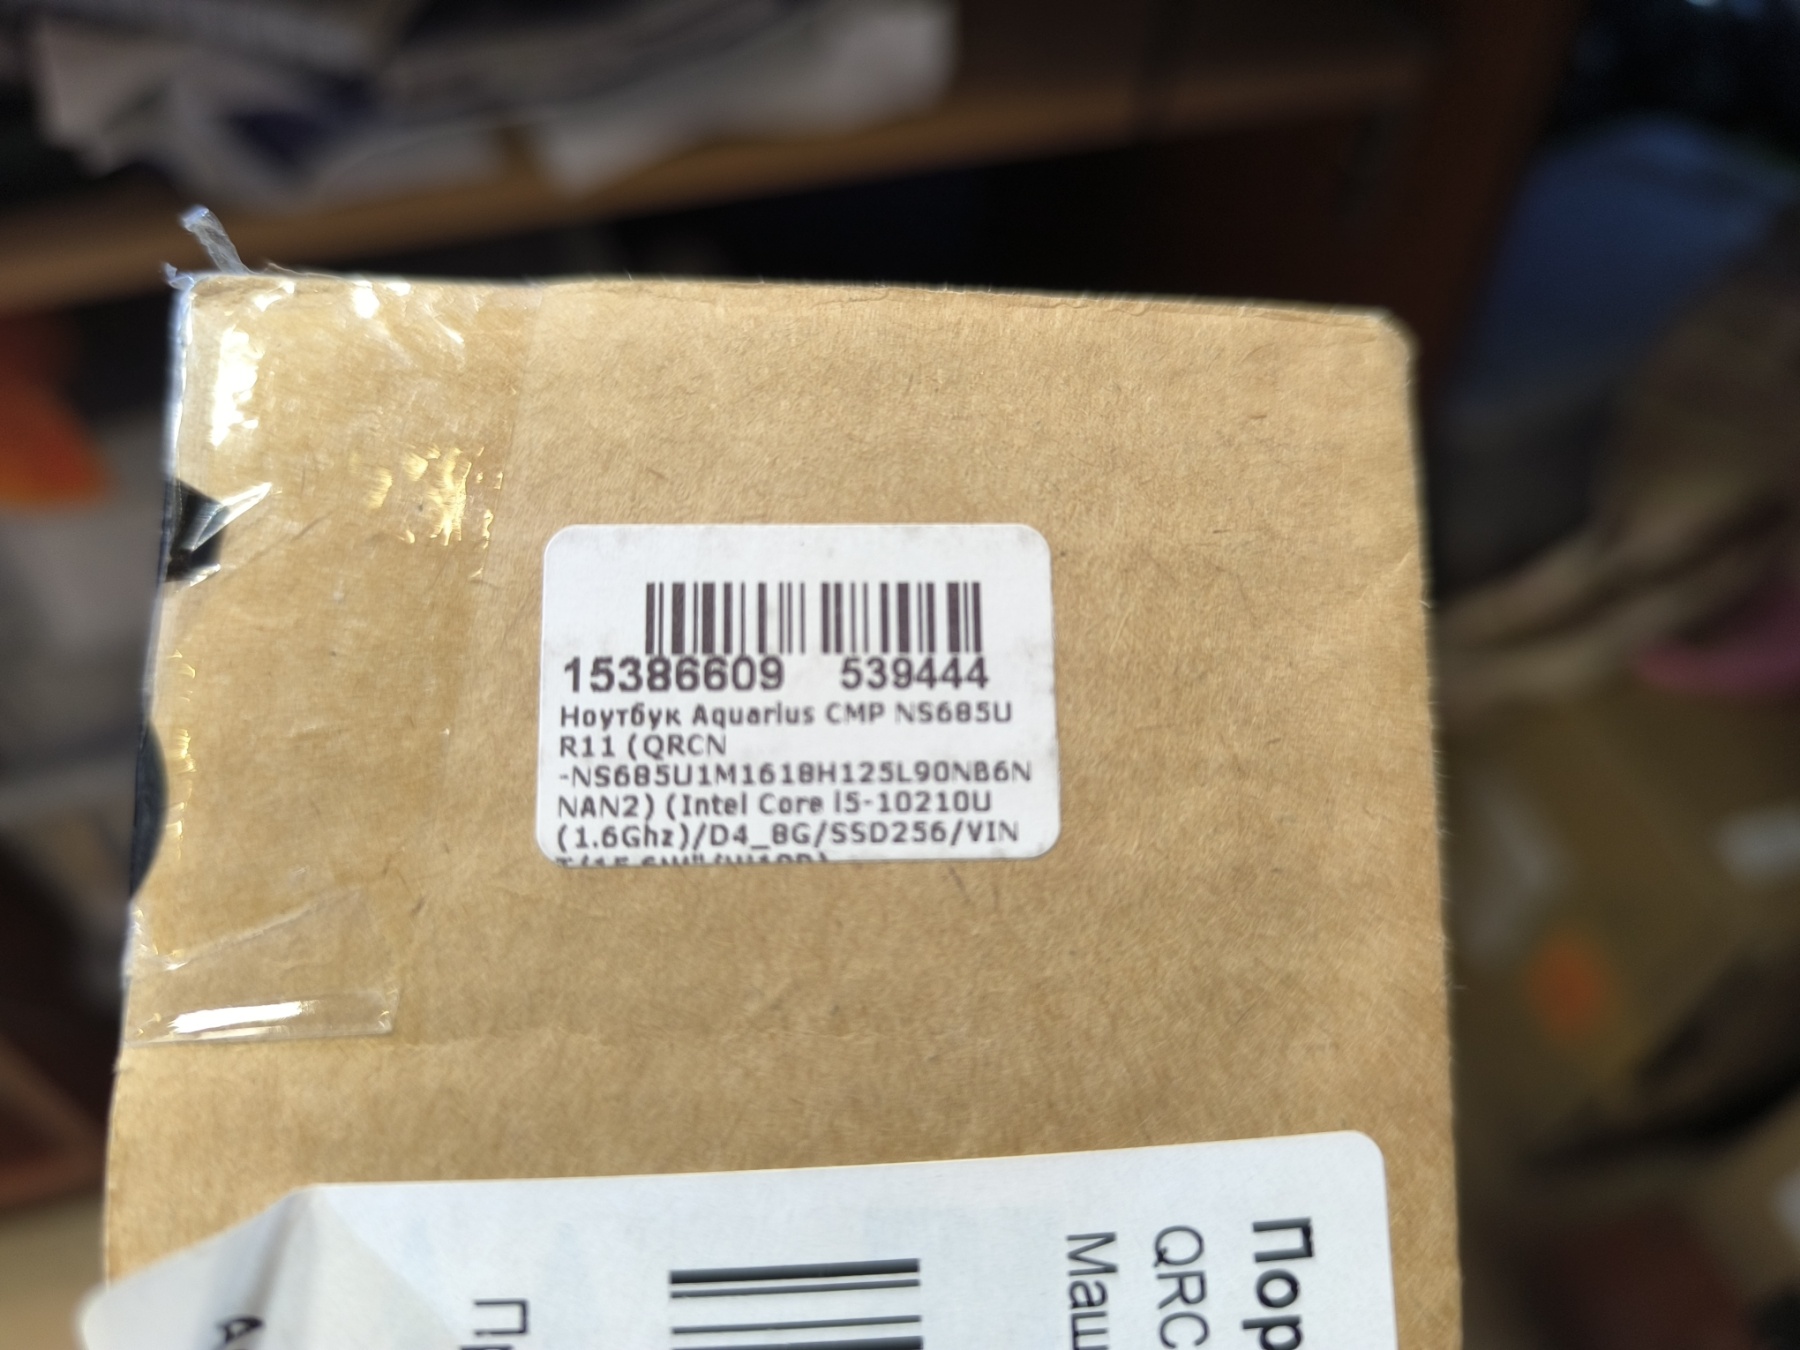 15386609 539444
Ноутбук Aquarius CMP NS685U
R11 (QRCN
-NS685U1M1618H125L90NB6N
NAN2) (Intel Core i5-10210U
(1.6Ghz)/D4_8G/SSD256/VIN
Пор
QRC
Маш